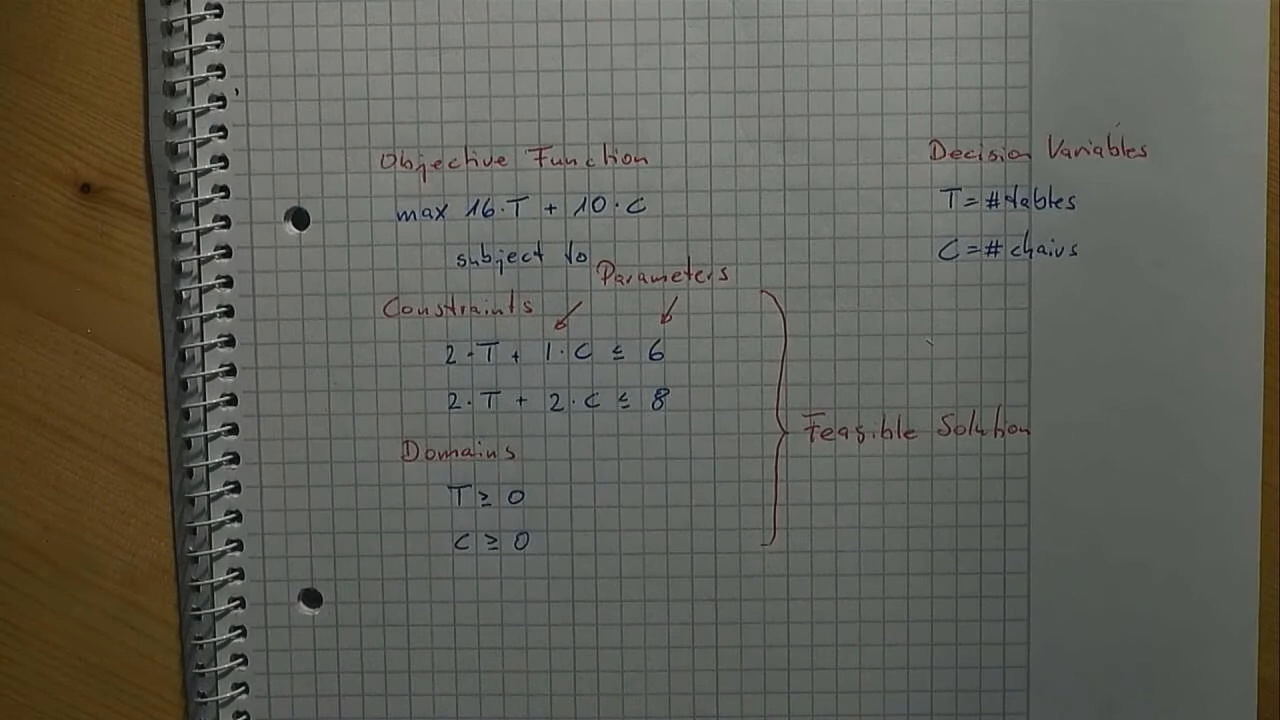 Objective Function
max 16·T + 10·C
subject to
Parameters
Constraints
2·T + 1·C ≤ 6
2·T + 2·C ≤ 8
Domains
T ≥ 0
C ≥ 0
Feasible Solution
Decision Variables
T = #tables
C = #chairs